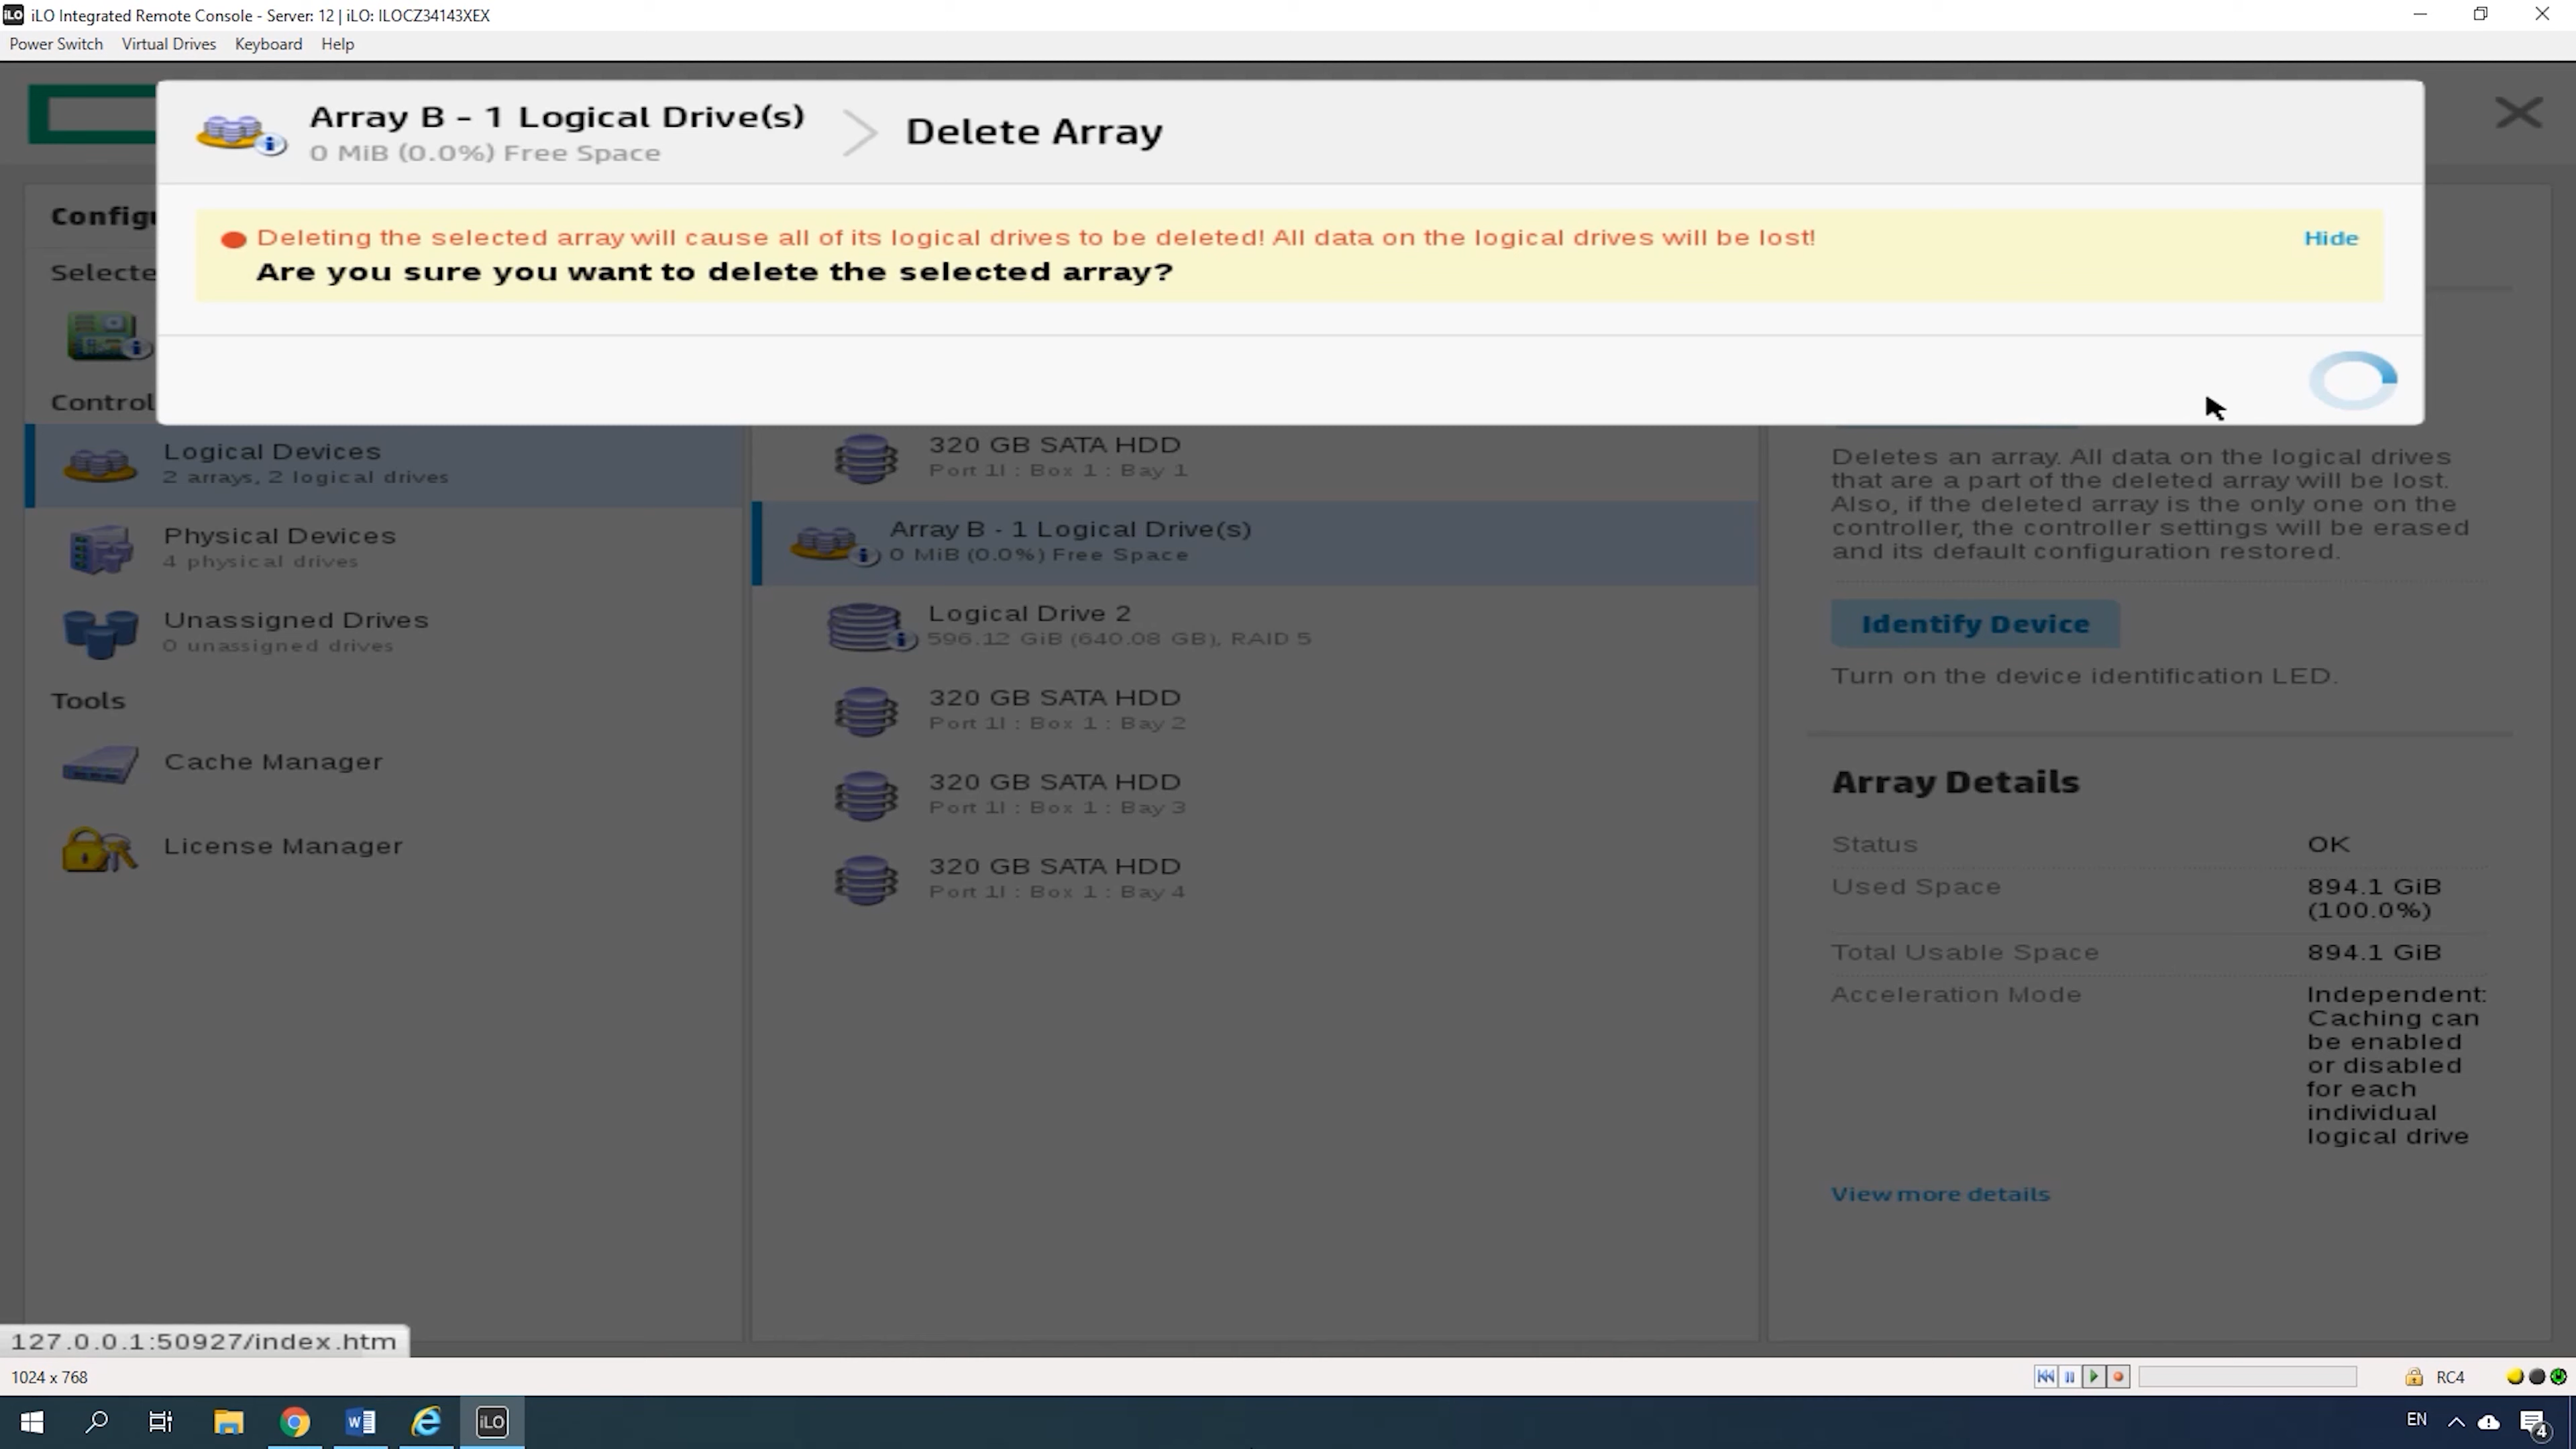 iLO Integrated Remote Console - Server: 12 | iLO: ILOCZ34143XEX
Power Switch Virtual Drives Keyboard Help
Array B - 1 Logical Drive(s)
0 MiB (0.0%) Free Space
Delete Array
Deleting the selected array will cause all of its logical drives to be deleted! All data on the logical drives will be lost!
Hide
Are you sure you want to delete the selected array?
Logical Devices
2 arrays, 2 logical drives
Physical Devices
4 physical drives
Unassigned Drives
0 unassigned drives
Tools
Cache Manager
License Manager
320 GB SATA HDD
Port 1I : Box 1 : Bay 1
Array B - 1 Logical Drive(s)
0 MiB (0.0%) Free Space
Logical Drive 2
596.12 GiB (640.08 GB), RAID 5
320 GB SATA HDD
Port 1I : Box 1 : Bay 2
320 GB SATA HDD
Port 1I : Box 1 : Bay 3
320 GB SATA HDD
Port 1I : Box 1 : Bay 4
Deletes an array. All data on the logical drives
that are a part of the deleted array will be lost.
Also, if the deleted array is the only one on the
controller, the controller settings will be erased
and its default configuration restored.
Identify Device
Turn on the device identification LED.
Array Details
Status OK
Used Space 894.1 GiB
(100.0%)
Total Usable Space 894.1 GiB
Acceleration Mode Independent:
Caching can
be enabled
or disabled
for each
individual
logical drive
View more details
127.0.0.1:50927/index.htm
1024 x 768
RC4
iLO
EN
4